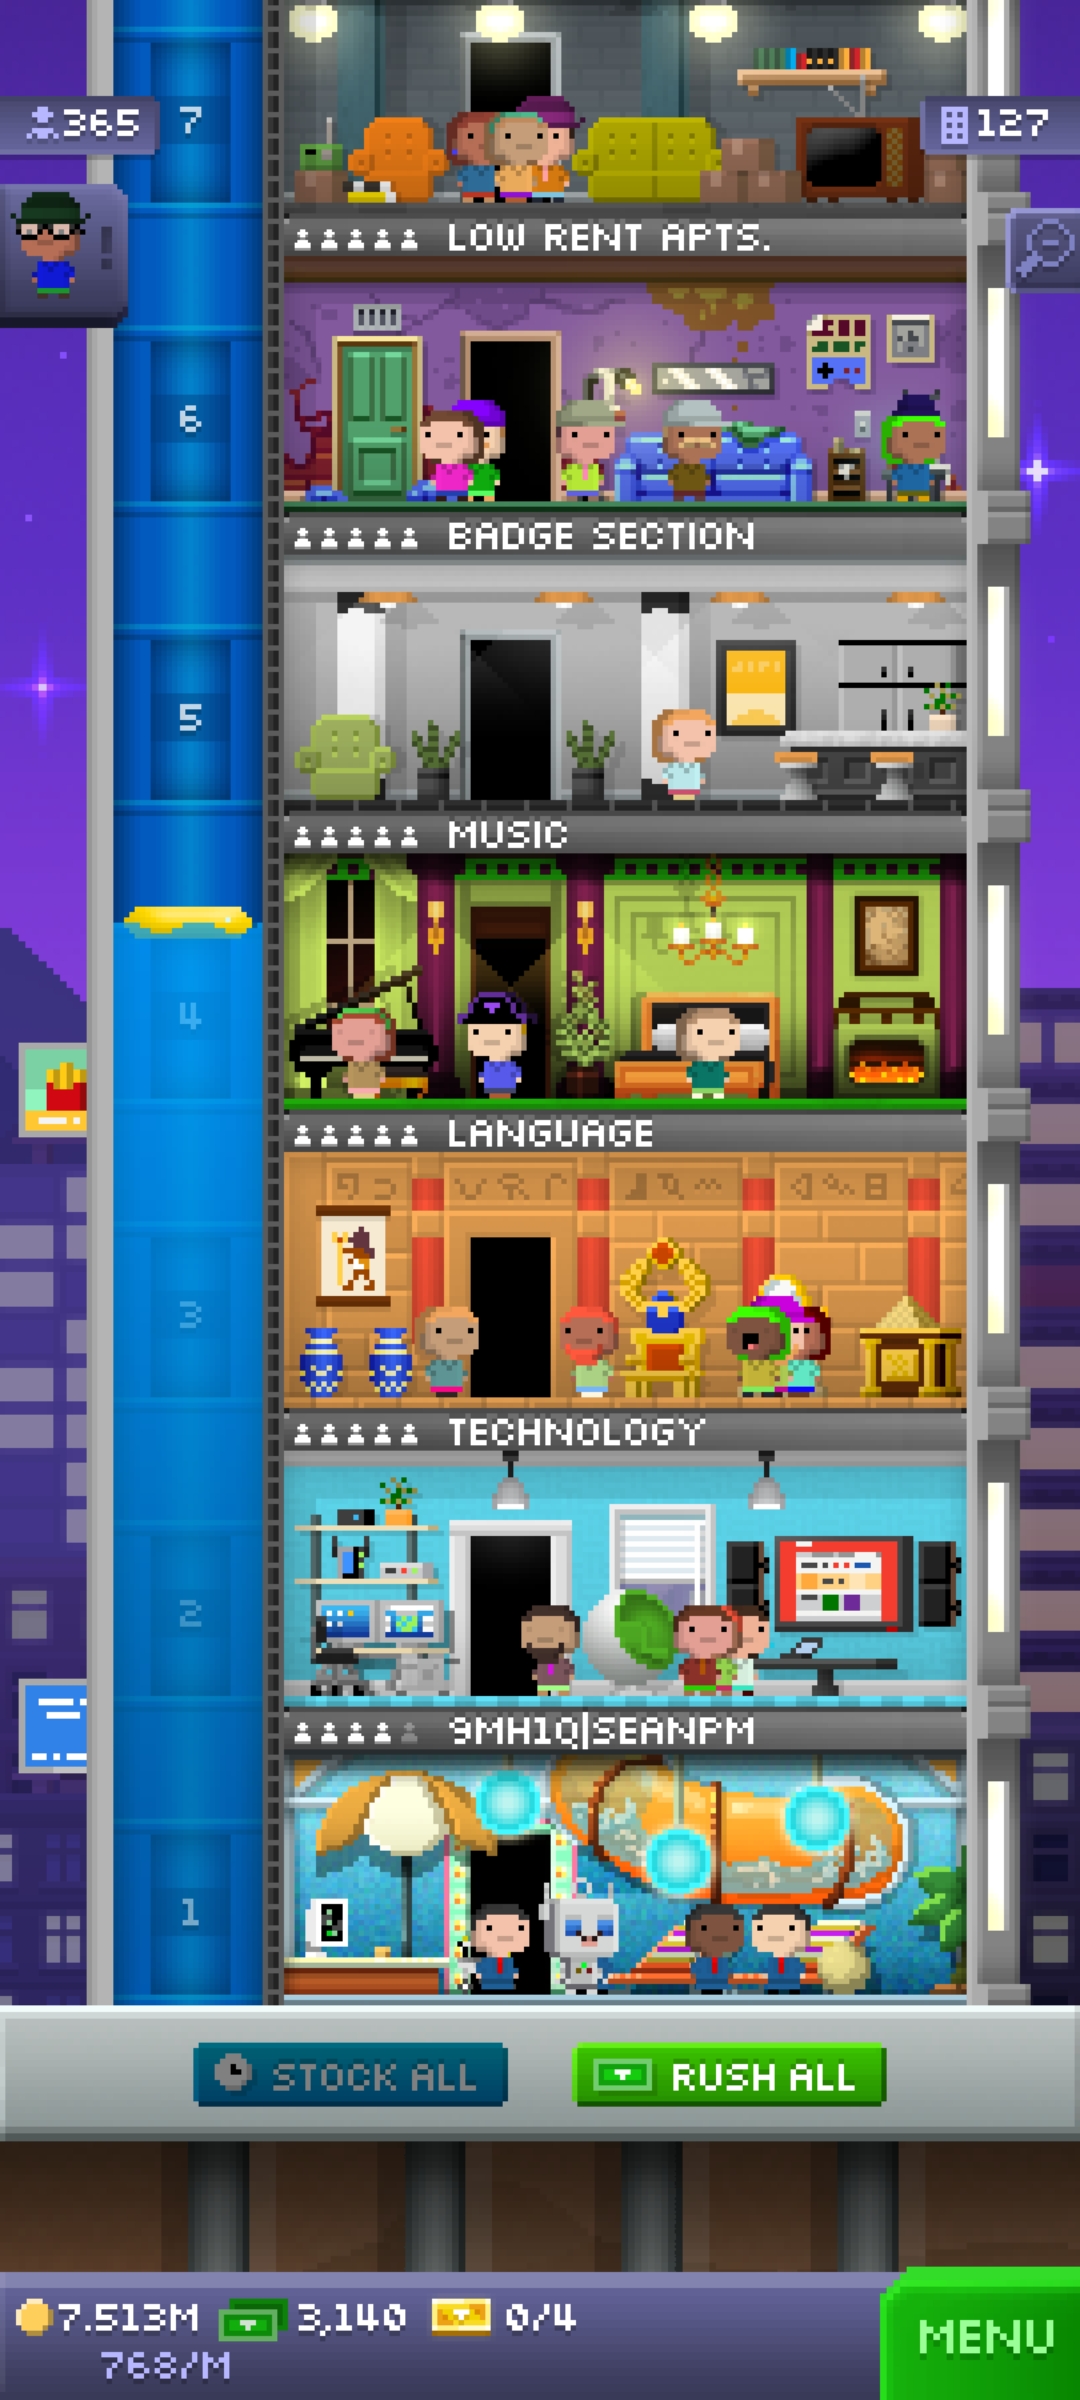 7
365
127
LOW RENT APTS.
6
BADGE SECTION
5
MUSIC
4
LANGUAGE
3
TECHNOLOGY
2
9MH1Q|SEANPM
1
STOCK ALL
RUSH ALL
7.513M
3,140
0/4
768/M
MENU